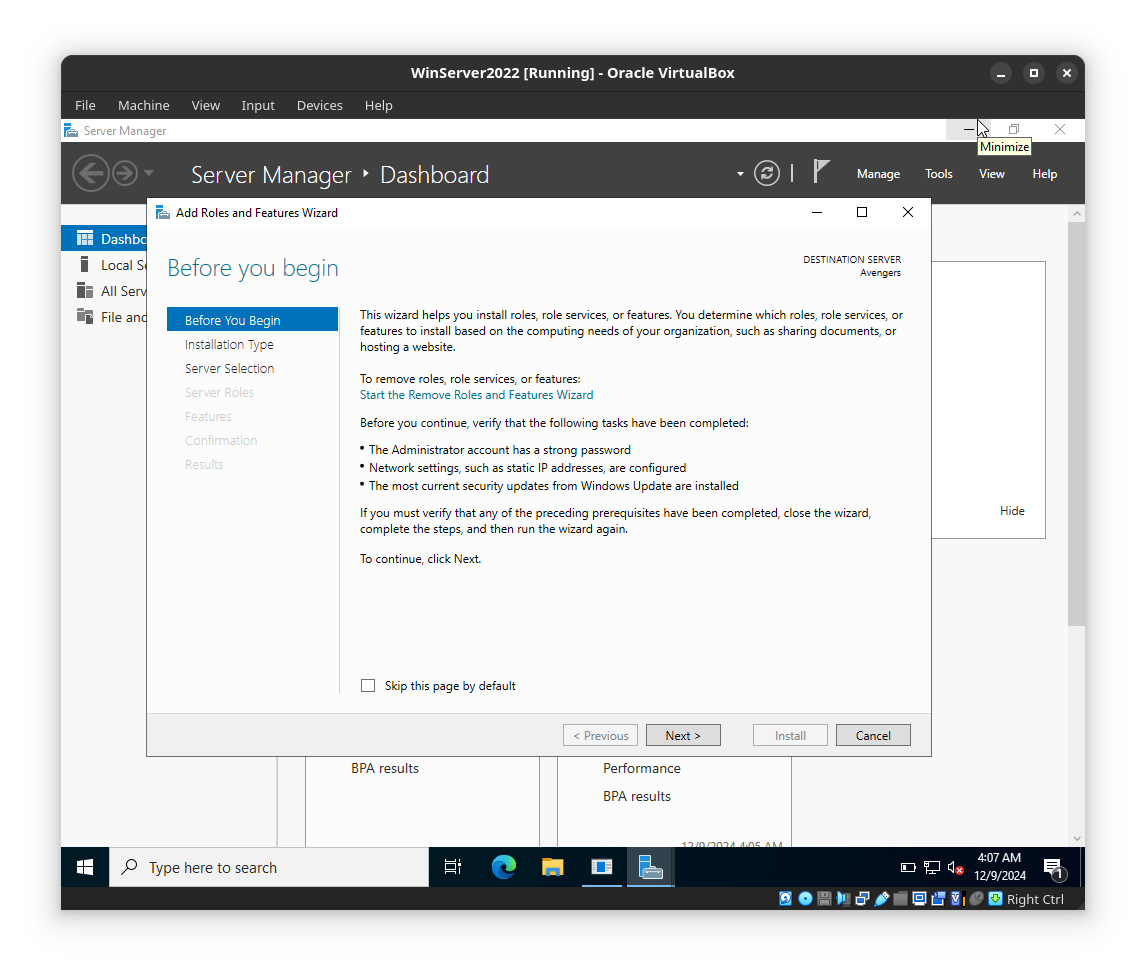 WinServer2022 [Running] - Oracle VirtualBox
File Machine View Input Devices Help
Server Manager
Minimize
Server Manager ‣ Dashboard
Manage Tools View Help
Add Roles and Features Wizard
Before you begin
DESTINATION SERVER
Avengers
Dashbo
Local Se
All Serv
File and
Before You Begin
Installation Type
Server Selection
Server Roles
Features
Confirmation
Results
This wizard helps you install roles, role services, or features. You determine which roles, role services, or
features to install based on the computing needs of your organization, such as sharing documents, or
hosting a website.
To remove roles, role services, or features:
Start the Remove Roles and Features Wizard
Before you continue, verify that the following tasks have been completed:
• The Administrator account has a strong password
• Network settings, such as static IP addresses, are configured
• The most current security updates from Windows Update are installed
If you must verify that any of the preceding prerequisites have been completed, close the wizard,
complete the steps, and then run the wizard again.
To continue, click Next.
Hide
Skip this page by default
< Previous Next > Install Cancel
BPA results
Performance
BPA results
12/9/2024 4:05 AM
Type here to search
4:07 AM
12/9/2024
1
Right Ctrl